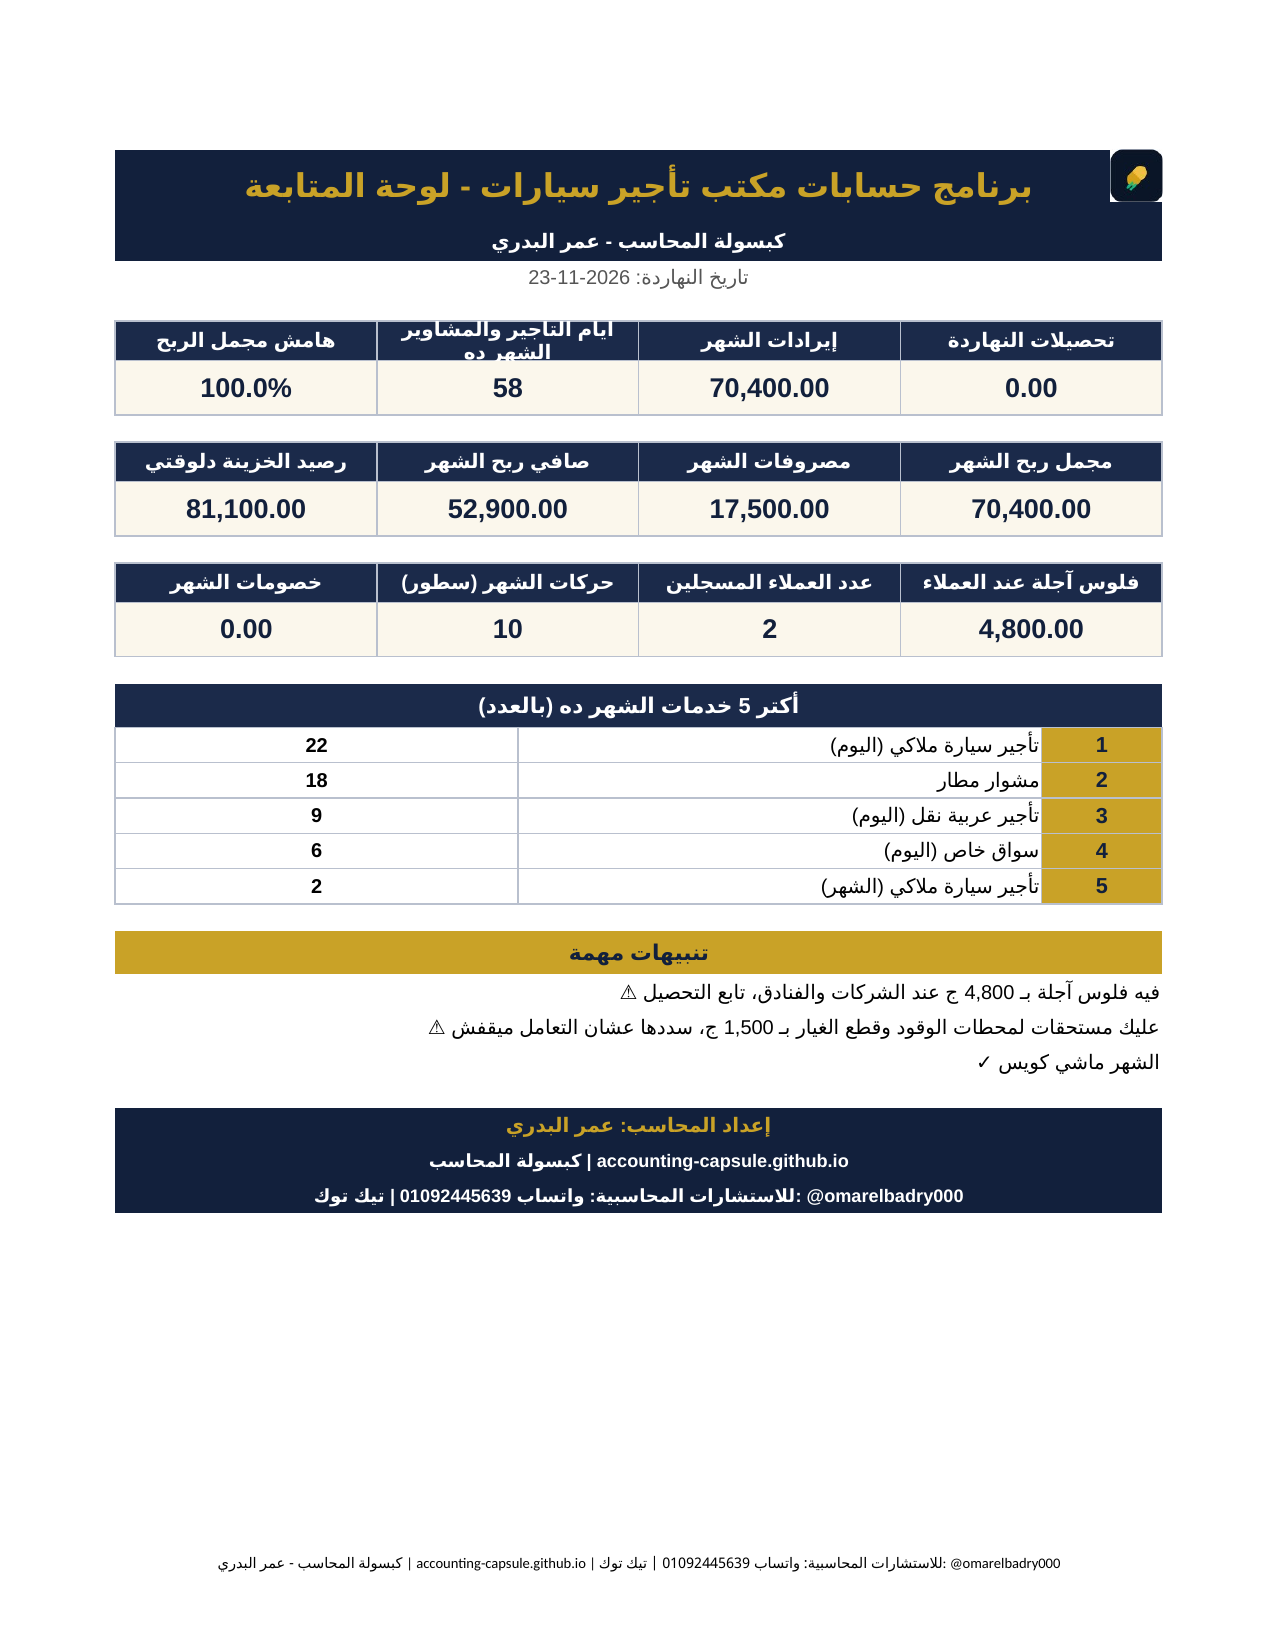 برنامج حسابات مكتب تأجير سيارات - لوحة المتابعة
كبسولة المحاسب - عمر البدري
تاريخ النهاردة: 2026-11-23
تحصيلات النهاردة
إيرادات الشهر
أيام التأجير والمشاوير
الشهر ده
هامش مجمل الربح
0.00
70,400.00
58
100.0%
مجمل ربح الشهر
مصروفات الشهر
صافي ربح الشهر
رصيد الخزينة دلوقتي
70,400.00
17,500.00
52,900.00
81,100.00
فلوس آجلة عند العملاء
عدد العملاء المسجلين
حركات الشهر (سطور)
خصومات الشهر
4,800.00
2
10
0.00
أكتر 5 خدمات الشهر ده (بالعدد)
1 تأجير سيارة ملاكي (اليوم) 22
2 مشوار مطار 18
3 تأجير عربية نقل (اليوم) 9
4 سواق خاص (اليوم) 6
5 تأجير سيارة ملاكي (الشهر) 2
تنبيهات مهمة
فيه فلوس آجلة بـ 4,800 ج عند الشركات والفنادق، تابع التحصيل ⚠
عليك مستحقات لمحطات الوقود وقطع الغيار بـ 1,500 ج، سددها عشان التعامل ميقفش ⚠
الشهر ماشي كويس ✓
إعداد المحاسب: عمر البدري
كبسولة المحاسب | accounting-capsule.github.io
للاستشارات المحاسبية: واتساب 01092445639 | تيك توك: @omarelbadry000
كبسولة المحاسب - عمر البدري | accounting-capsule.github.io | للاستشارات المحاسبية: واتساب 01092445639 | تيك توك: @omarelbadry000